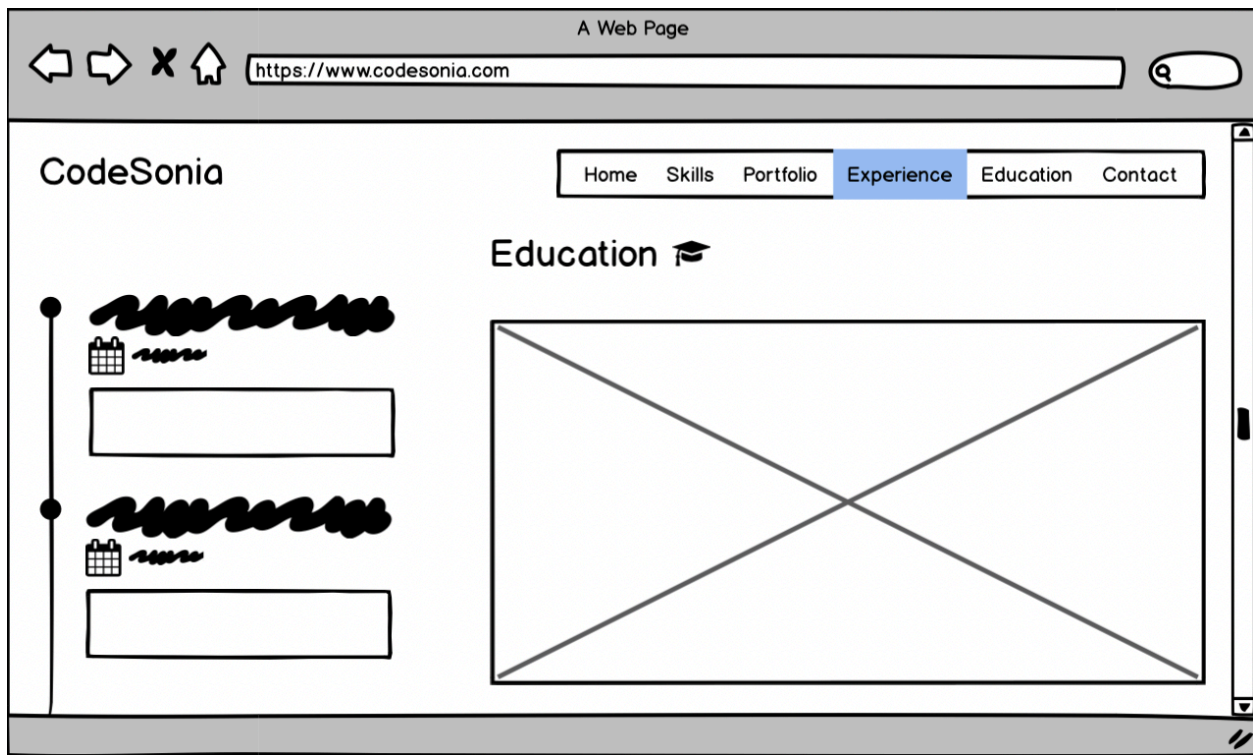 A Web Page
https://www.codesonia.com
CodeSonia
Home Skills Portfolio Experience Education Contact
Education